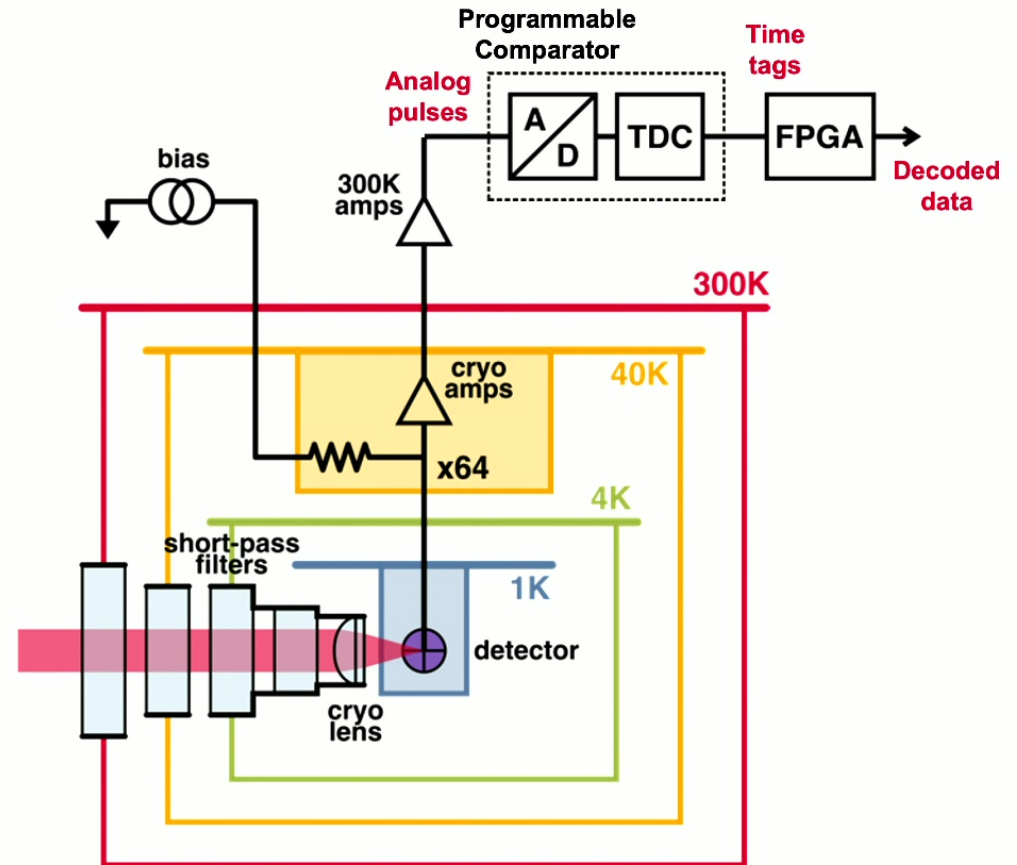 Programmable
Comparator
Time
tags
Analog
pulses
A
D
TDC
FPGA
Decoded
data
bias
300K
amps
300K
40K
cryo
amps
x64
4K
short-pass
filters
1K
detector
cryo
lens